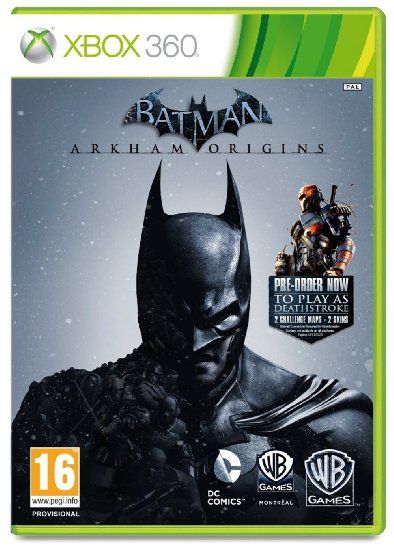 XBOX 360
PAL
BATMAN
ARKHAM ORIGINS
PRE-ORDER NOW
TO PLAY AS
DEATHSTROKE
2 CHALLENGE MAPS - 2 SKINS
16
www.pegi.info
PROVISIONAL
DC
COMICS™
WB
GAMES
MONTRÉAL
WB
GAMES